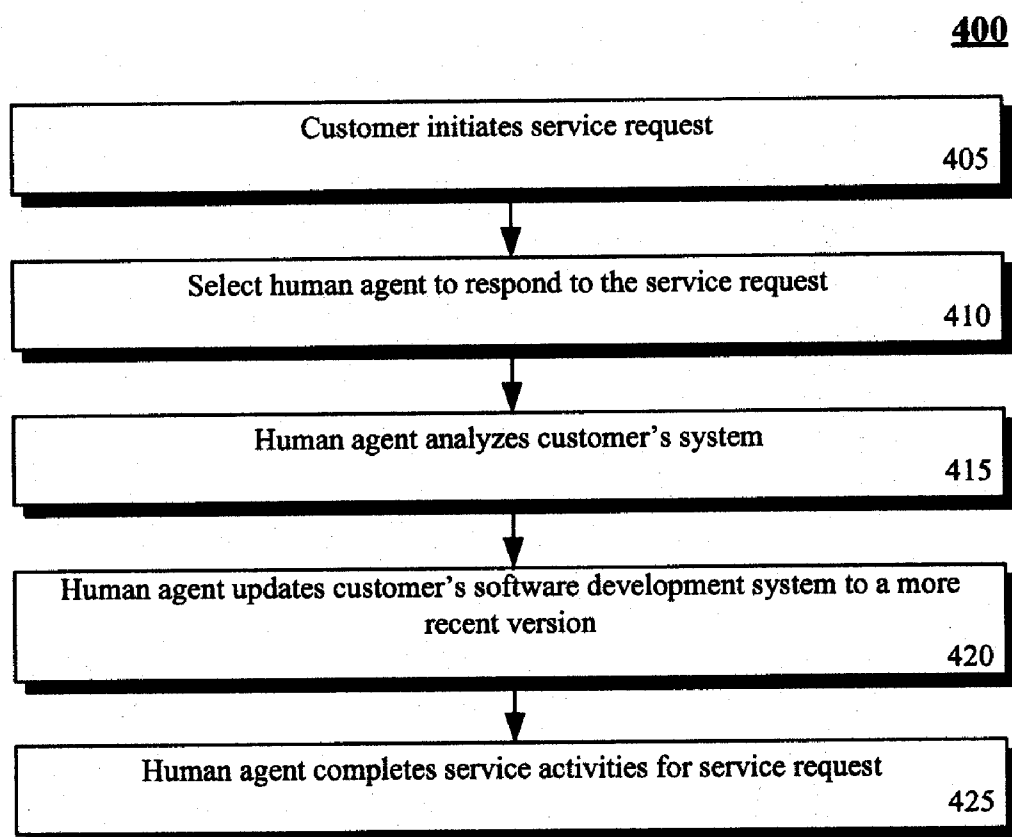 400
Customer initiates service request
405
Select human agent to respond to the service request
410
Human agent analyzes customer's system
415
Human agent updates customer's software development system to a more
recent version
420
Human agent completes service activities for service request
425